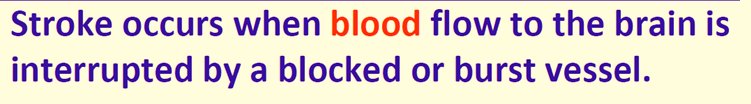 Stroke occurs when blood flow to the brain is
interrupted by a blocked or burst vessel.